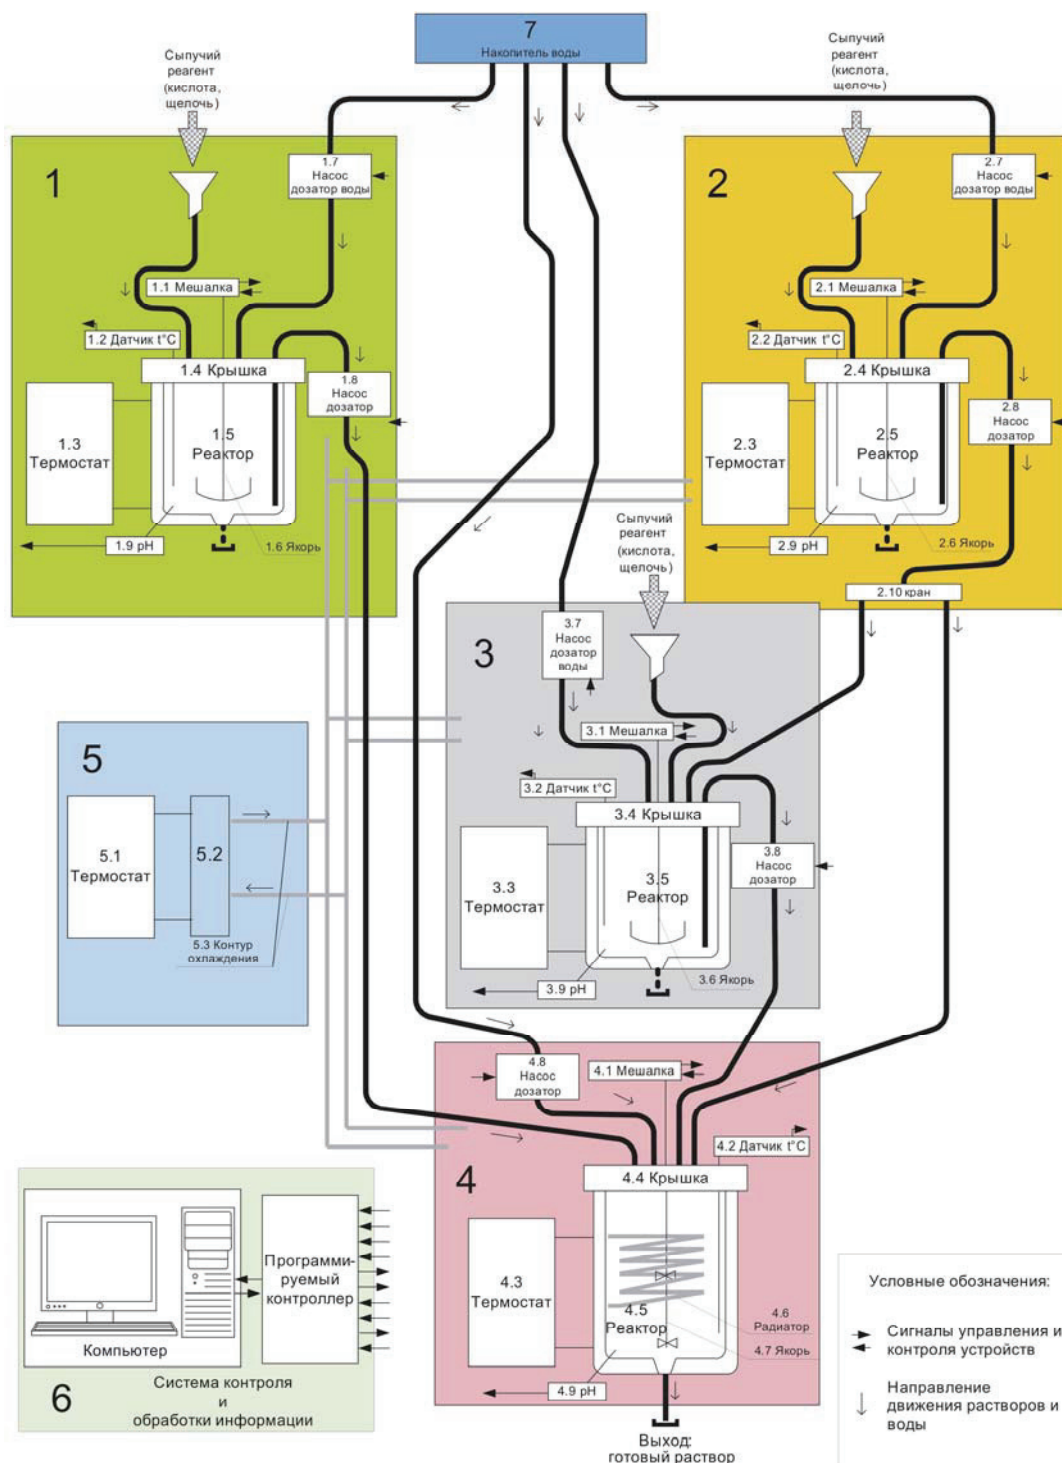 7
Накопитель воды
Сыпучий
реагент
(кислота,
щелочь)
Сыпучий
реагент
(кислота,
щелочь)
1
1.7
Насос
дозатор воды
1.1 Мешалка
1.2 Датчик t°C
1.4 Крышка
1.8
Насос
дозатор
1.3
Термостат
1.5
Реактор
1.9 pH
1.6 Якорь
2
2.7
Насос
дозатор воды
2.1 Мешалка
2.2 Датчик t°C
2.4 Крышка
2.8
Насос
дозатор
2.3
Термостат
2.5
Реактор
2.9 pH
2.6 Якорь
2.10 кран
Сыпучий
реагент
(кислота,
щелочь)
3
3.7
Насос
дозатор
воды
3.1 Мешалка
3.2 Датчик t°C
3.4 Крышка
3.8
Насос
дозатор
3.3
Термостат
3.5
Реактор
3.9 pH
3.6 Якорь
5
5.1
Термостат
5.2
5.3 Контур
охлаждения
4.8
Насос
дозатор
4.1 Мешалка
4.2 Датчик t°C
4
4.4 Крышка
4.3
Термостат
4.5
Реактор
4.6
Радиатор
4.7 Якорь
4.9 pH
Выход:
готовый раствор
Компьютер
Программи-
руемый
контроллер
6
Система контроля
и
обработки информации
Условные обозначения:
Сигналы управления и
контроля устройств
Направление
движения растворов и
воды